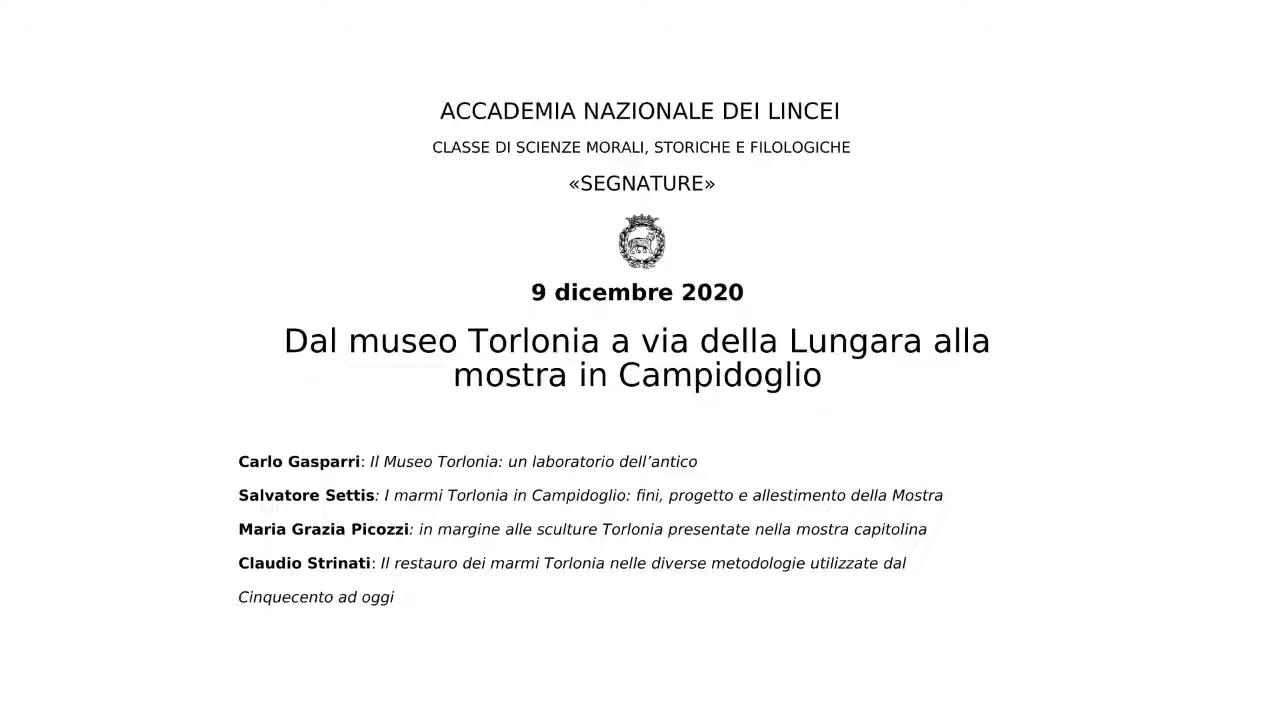 ACCADEMIA NAZIONALE DEI LINCEI
CLASSE DI SCIENZE MORALI, STORICHE E FILOLOGICHE
«SEGNATURE»
9 dicembre 2020
Dal museo Torlonia a via della Lungara alla
mostra in Campidoglio
Carlo Gasparri: Il Museo Torlonia: un laboratorio dell’antico
Salvatore Settis: I marmi Torlonia in Campidoglio: fini, progetto e allestimento della Mostra
Maria Grazia Picozzi: in margine alle sculture Torlonia presentate nella mostra capitolina
Claudio Strinati: Il restauro dei marmi Torlonia nelle diverse metodologie utilizzate dal
Cinquecento ad oggi